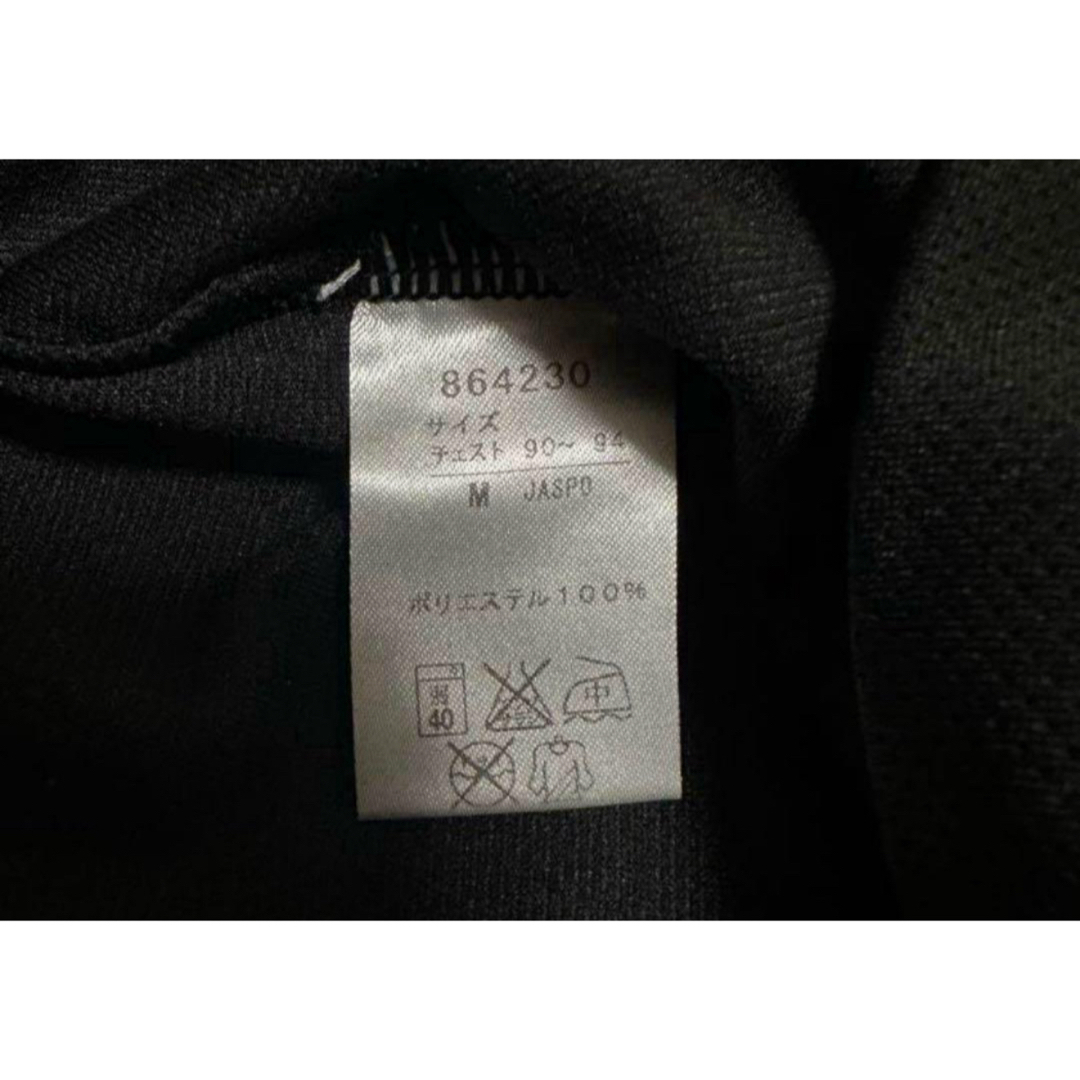 864230
サイズ
チェスト 90～ 94
M JASPO
ポリエステル100%
弱
40
中